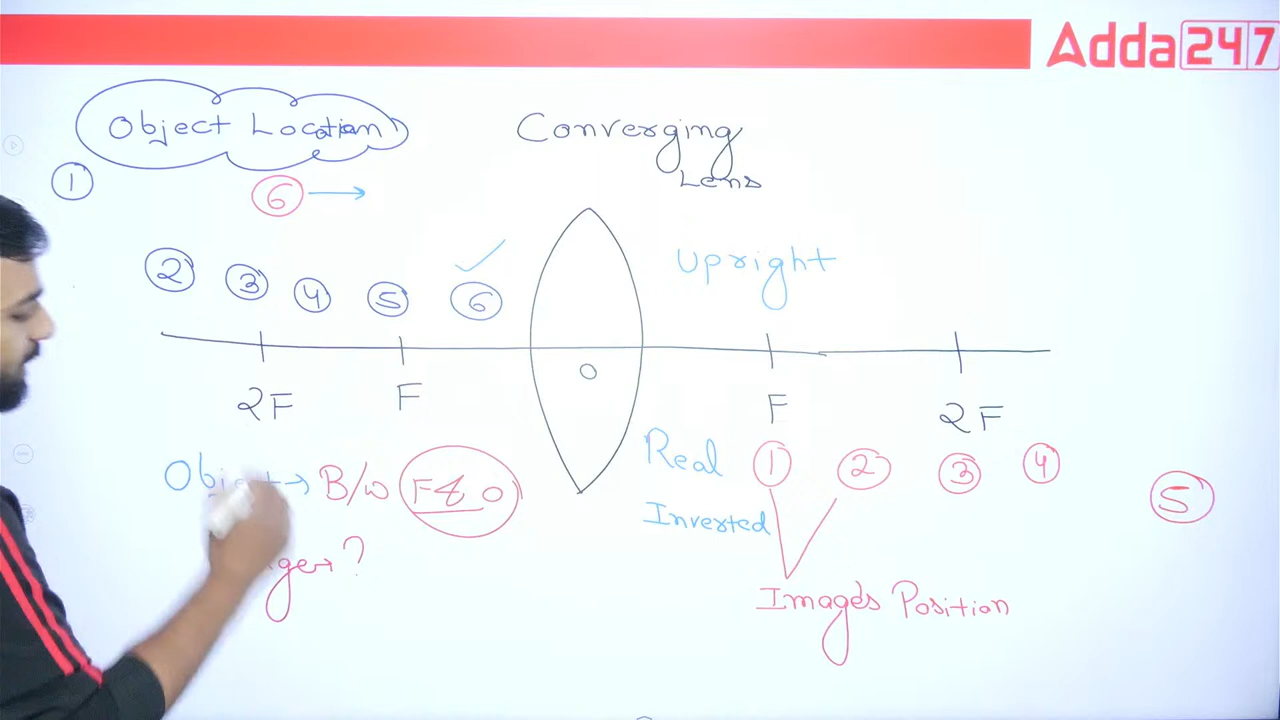 Adda247
Object Location
Converging
Lens
1
6
Upright
2 3 4 5 6
O
2F F F 2F
Real 1 2 3 4
Object → B/w F & O
5
Inverted
?
Image's Position